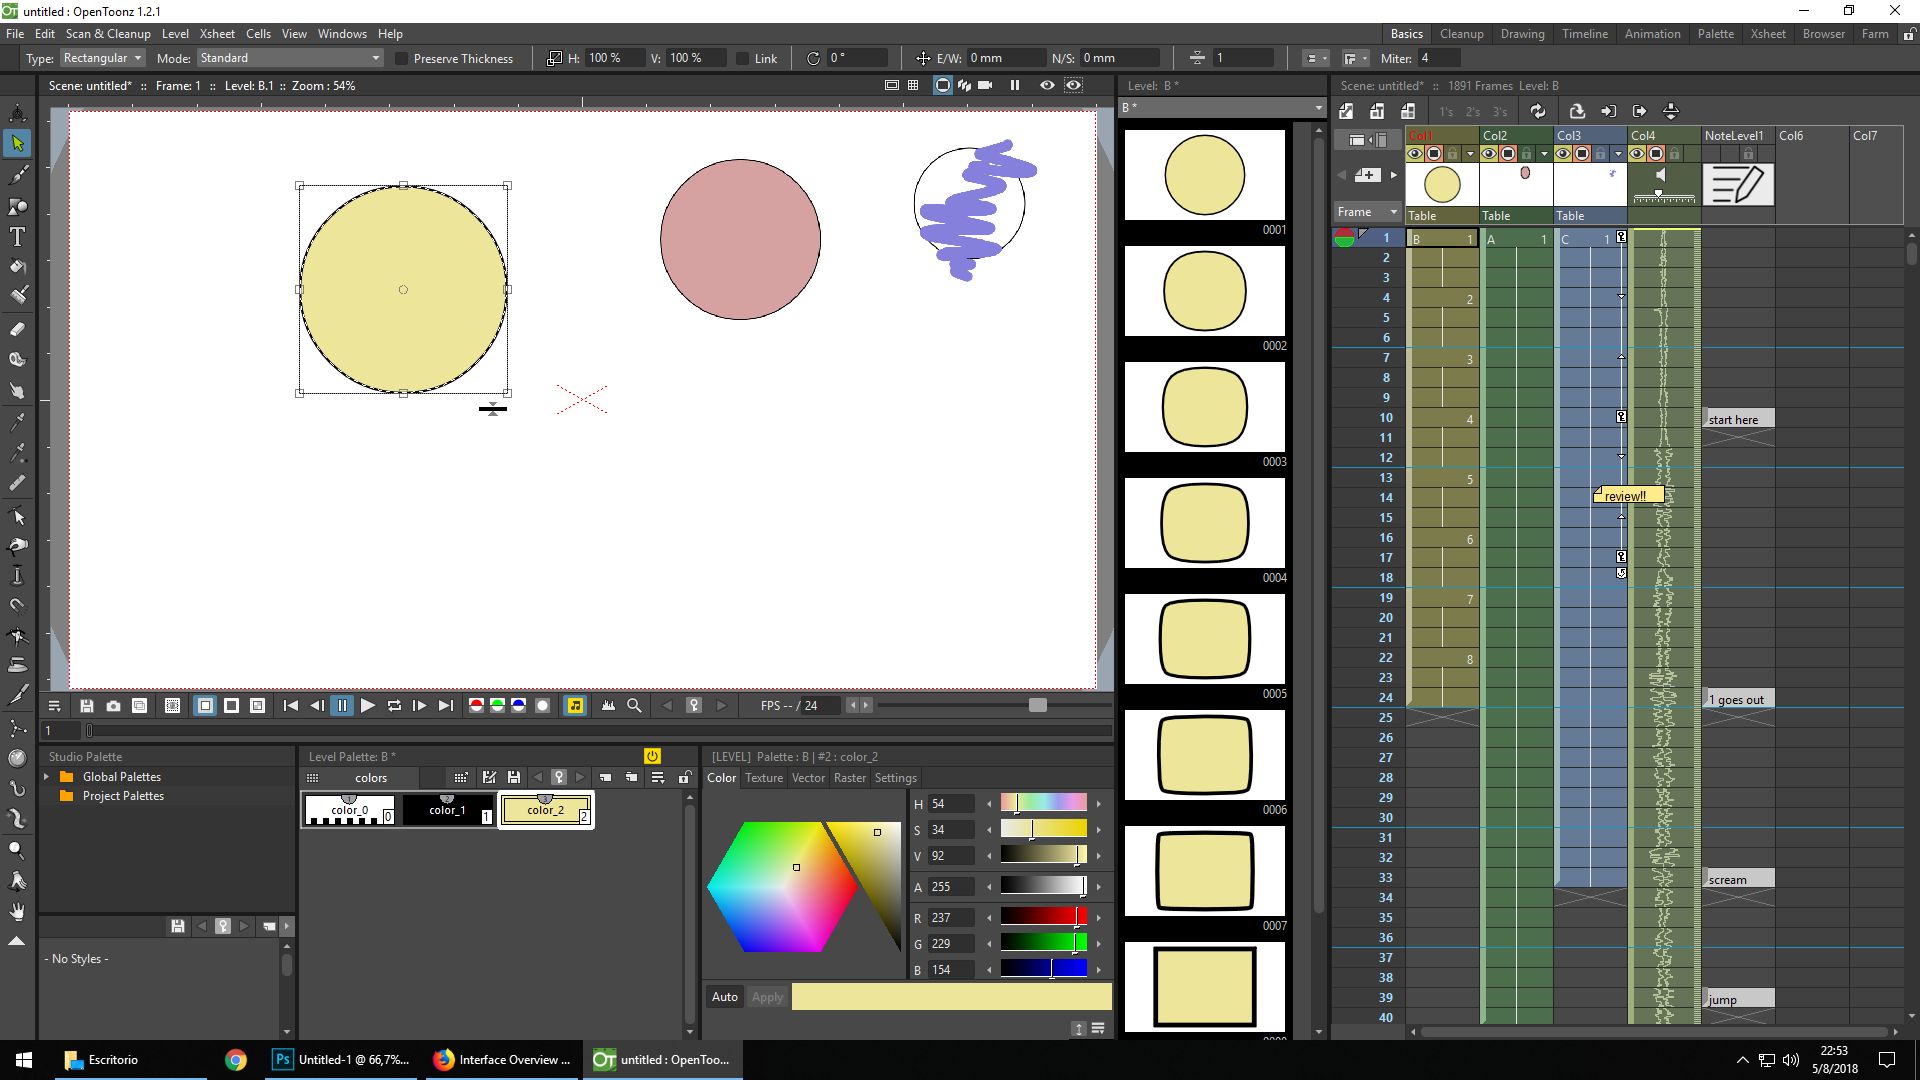 untitled : OpenToonz 1.2.1
File Edit Scan & Cleanup Level Xsheet Cells View Windows Help
Basics Cleanup Drawing Timeline Animation Palette Xsheet Browser Farm
Type: Rectangular Mode: Standard Preserve Thickness H: 100 % V: 100 % Link 0 ° E/W: 0 mm N/S: 0 mm 1 Miter: 4
Scene: untitled* :: Frame: 1 :: Level: B.1 :: Zoom : 54%
Level: B *
B *
0001
0002
0003
0004
0005
0006
0007
Scene: untitled* :: 1891 Frames Level: B
1's 2's 3's
Col1 Col2 Col3 Col4 NoteLevel1 Col6 Col7
Frame Table Table Table
1 B 1 A 1 C 1
2
3
4 2
5
6
7 3
8
9
10 4 start here
11
12
13 5
14 review!!
15
16 6
17
18
19 7
20
21
22 8
23
24 1 goes out
25
26
27
28
29
30
31
32
33 scream
34
35
36
37
38
39 jump
40
FPS -- / 24
1
Studio Palette
Global Palettes
Project Palettes
- No Styles -
Level Palette: B *
colors
color_0 0 color_1 1 color_2 2
[LEVEL] Palette : B | #2 : color_2
Color Texture Vector Raster Settings
H 54
S 34
V 92
A 255
R 237
G 229
B 154
Auto Apply
Escritorio
Ps Untitled-1 @ 66,7%...
Interface Overview ...
OT untitled : OpenToo...
22:53
5/8/2018